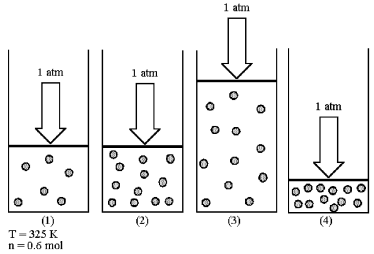 1 atm
1 atm
1 atm
1 atm
(1)
(2)
(3)
(4)
T = 325 K
n = 0.6 mol